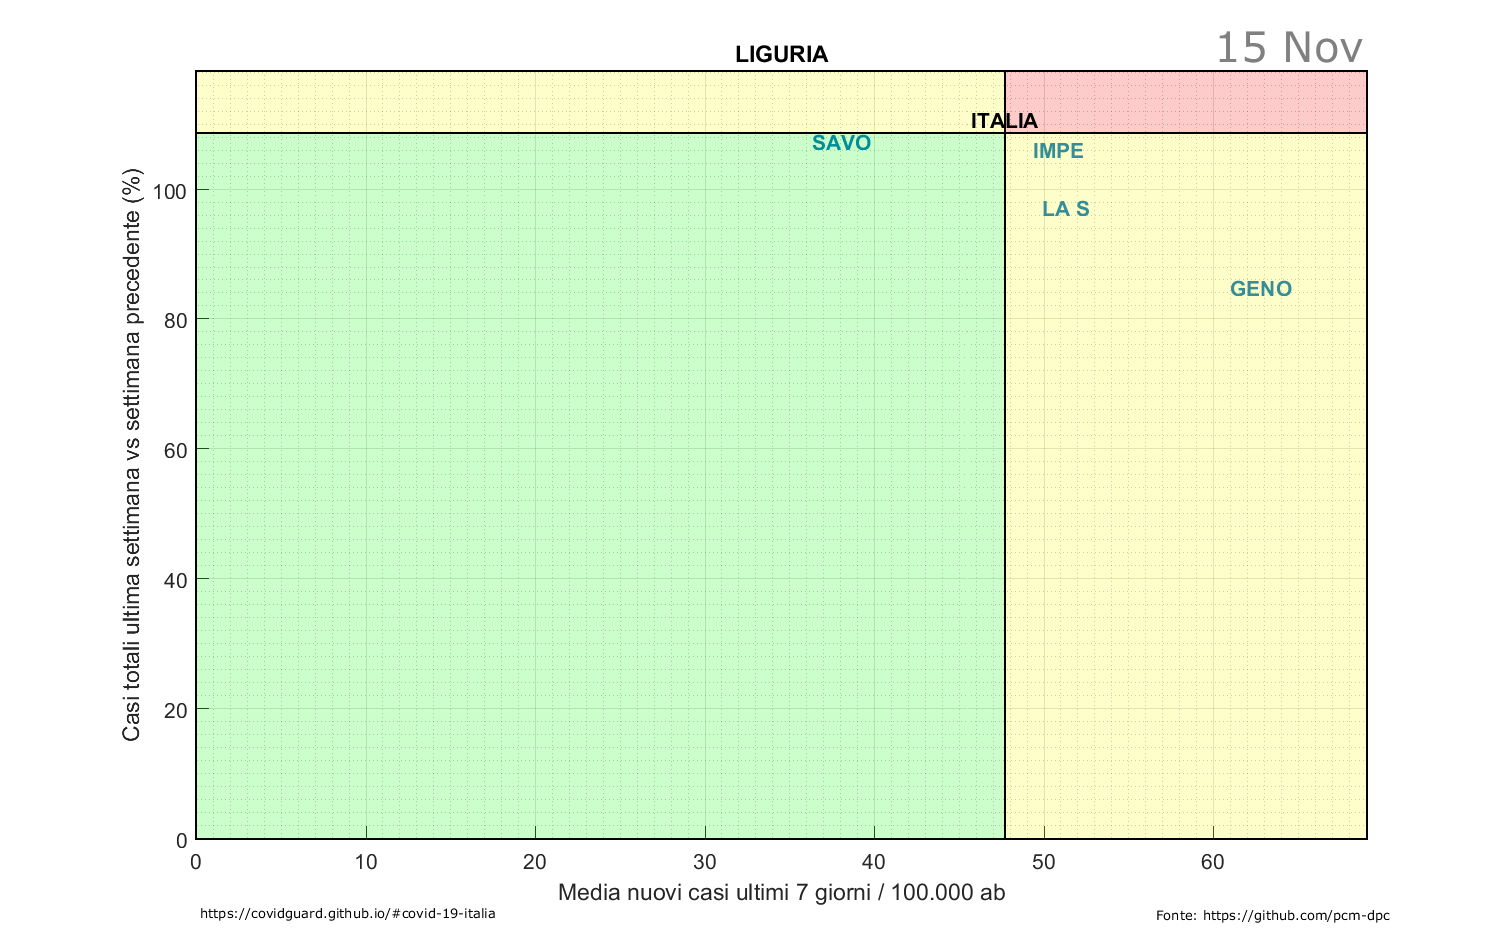 15 Nov
LIGURIA
ITALIA
SAVO
IMPE
LA S
GENO
Casi totali ultima settimana vs settimana precedente (%)
100
80
60
40
20
0
0 10 20 30 40 50 60
Media nuovi casi ultimi 7 giorni / 100.000 ab
https://covidguard.github.io/#covid-19-italia
Fonte: https://github.com/pcm-dpc